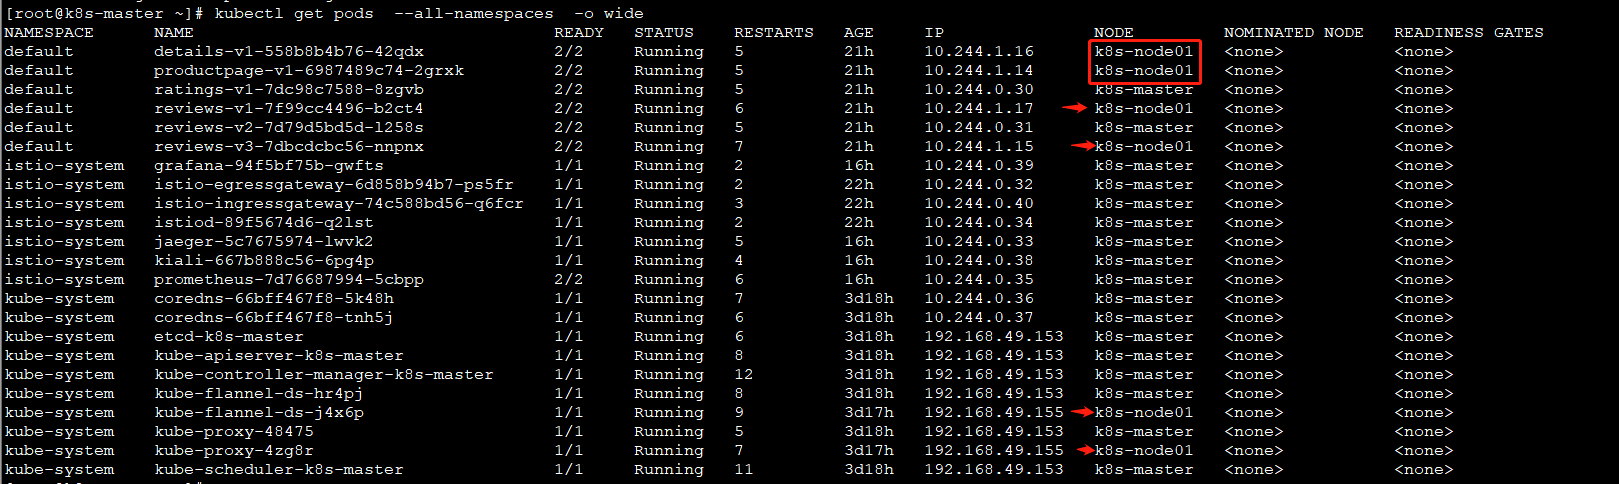 [root@k8s-master ~]# kubectl get pods  --all-namespaces  -o wide
NAMESPACE      NAME                                    READY   STATUS    RESTARTS   AGE     IP               NODE         NOMINATED NODE   READINESS GATES
default        details-v1-558b8b4b76-42qdx             2/2     Running   5          21h     10.244.1.16      k8s-node01   <none>           <none>
default        productpage-v1-6987489c74-2grxk         2/2     Running   5          21h     10.244.1.14      k8s-node01   <none>           <none>
default        ratings-v1-7dc98c7588-8zgvb             2/2     Running   5          21h     10.244.0.30      k8s-master   <none>           <none>
default        reviews-v1-7f99cc4496-b2ct4             2/2     Running   6          21h     10.244.1.17      k8s-node01   <none>           <none>
default        reviews-v2-7d79d5bd5d-l258s             2/2     Running   5          21h     10.244.0.31      k8s-master   <none>           <none>
default        reviews-v3-7dbcdcbc56-nnpnx             2/2     Running   7          21h     10.244.1.15      k8s-node01   <none>           <none>
istio-system   grafana-94f5bf75b-gwfts                 1/1     Running   2          16h     10.244.0.39      k8s-master   <none>           <none>
istio-system   istio-egressgateway-6d858b94b7-ps5fr    1/1     Running   2          22h     10.244.0.32      k8s-master   <none>           <none>
istio-system   istio-ingressgateway-74c588bd56-q6fcr   1/1     Running   3          22h     10.244.0.40      k8s-master   <none>           <none>
istio-system   istiod-89f5674d6-q2lst                  1/1     Running   2          22h     10.244.0.34      k8s-master   <none>           <none>
istio-system   jaeger-5c7675974-lwvk2                  1/1     Running   5          16h     10.244.0.33      k8s-master   <none>           <none>
istio-system   kiali-667b888c56-6pg4p                  1/1     Running   4          16h     10.244.0.38      k8s-master   <none>           <none>
istio-system   prometheus-7d76687994-5cbpp             2/2     Running   6          16h     10.244.0.35      k8s-master   <none>           <none>
kube-system    coredns-66bff467f8-5k48h                1/1     Running   7          3d18h   10.244.0.36      k8s-master   <none>           <none>
kube-system    coredns-66bff467f8-tnh5j                1/1     Running   6          3d18h   10.244.0.37      k8s-master   <none>           <none>
kube-system    etcd-k8s-master                         1/1     Running   6          3d18h   192.168.49.153   k8s-master   <none>           <none>
kube-system    kube-apiserver-k8s-master               1/1     Running   8          3d18h   192.168.49.153   k8s-master   <none>           <none>
kube-system    kube-controller-manager-k8s-master      1/1     Running   12         3d18h   192.168.49.153   k8s-master   <none>           <none>
kube-system    kube-flannel-ds-hr4pj                   1/1     Running   8          3d18h   192.168.49.153   k8s-master   <none>           <none>
kube-system    kube-flannel-ds-j4x6p                   1/1     Running   9          3d17h   192.168.49.155   k8s-node01   <none>           <none>
kube-system    kube-proxy-48475                        1/1     Running   5          3d18h   192.168.49.153   k8s-master   <none>           <none>
kube-system    kube-proxy-4zg8r                        1/1     Running   7          3d17h   192.168.49.155   k8s-node01   <none>           <none>
kube-system    kube-scheduler-k8s-master               1/1     Running   11         3d18h   192.168.49.153   k8s-master   <none>           <none>